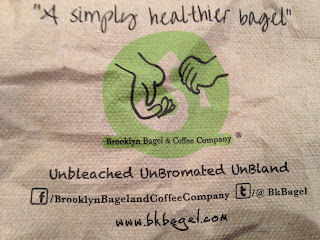 "A simply healthier bagel"
Brooklyn Bagel & Coffee Company ®
Unbleached UnBromated UnBland
f /BrooklynBagelandCoffeeCompany t /@ BkBagel
www.bkbagel.com